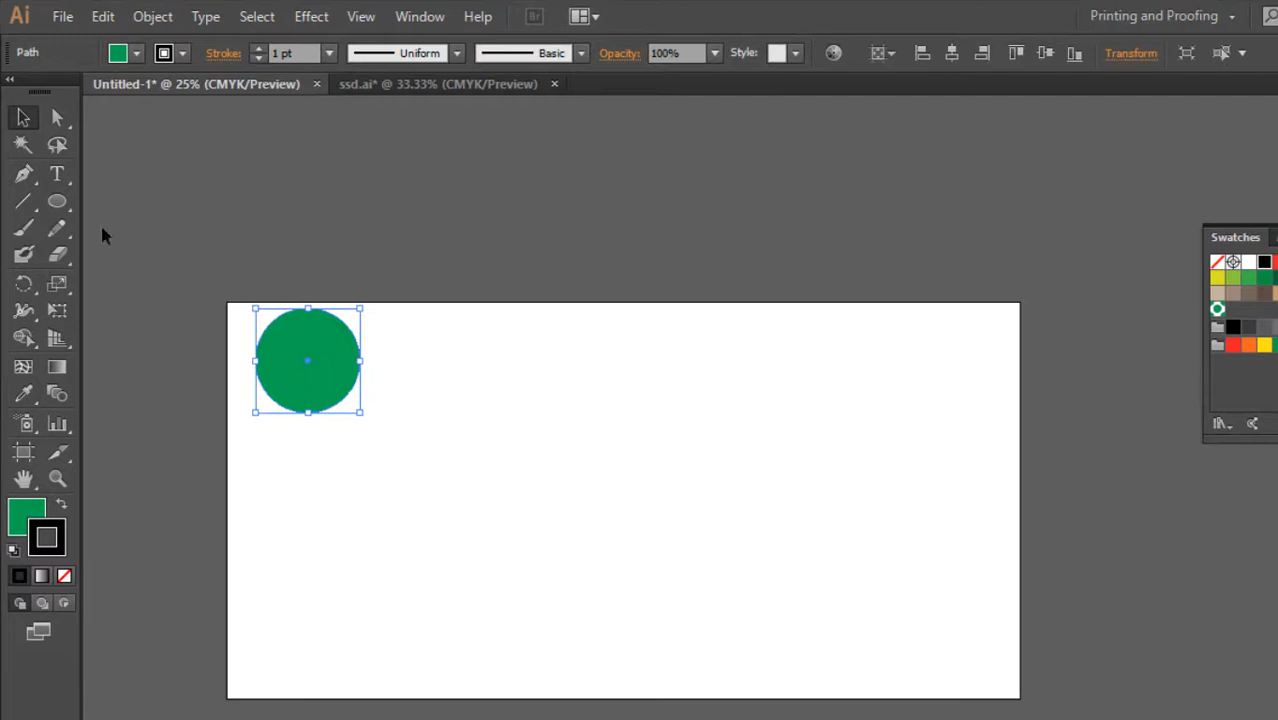 Ai File Edit Object Type Select Effect View Window Help Br Printing and Proofing
Path Stroke: 1 pt Uniform Basic Opacity: 100% Style: Transform
Untitled-1* @ 25% (CMYK/Preview) × ssd.ai* @ 33.33% (CMYK/Preview) ×
T
Swatches